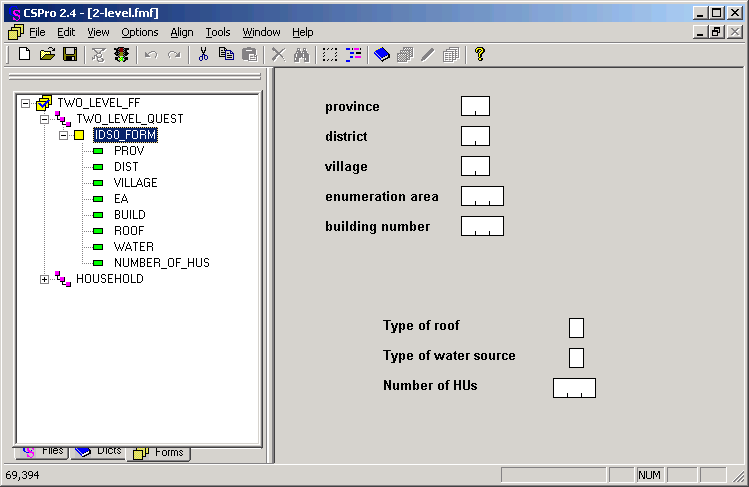 CSPro 2.4 - [2-level.fmf]
File Edit View Options Align Tools Window Help
TWO_LEVEL_FF
TWO_LEVEL_QUEST
IDS0_FORM
PROV
DIST
VILLAGE
EA
BUILD
ROOF
WATER
NUMBER_OF_HUS
HOUSEHOLD
province
district
village
enumeration area
building number
Type of roof
Type of water source
Number of HUs
Files Dicts Forms
69,394 NUM